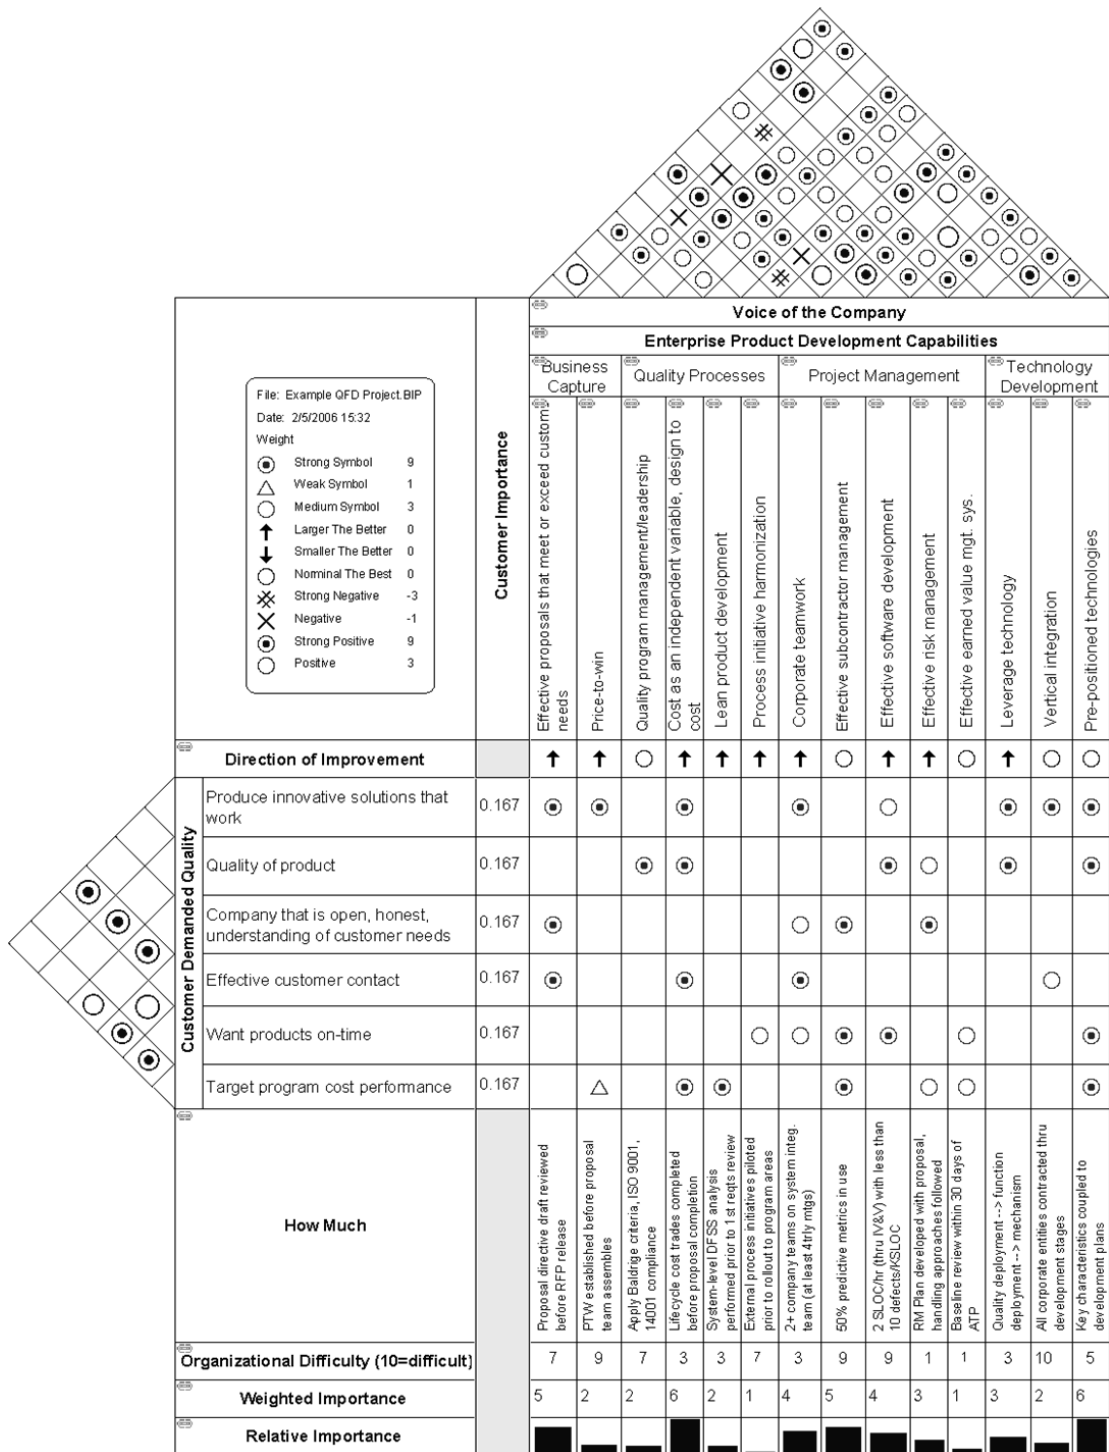 Voice of the Company
Enterprise Product Development Capabilities
Business
Capture
Quality Processes
Project Management
Technology
Development
File: Example QFD Project.BIP
Date: 2/5/2006 15:32
Weight
Strong Symbol 9
Weak Symbol 1
Medium Symbol 3
Larger The Better 0
Smaller The Better 0
Norminal The Best 0
Strong Negative -3
Negative -1
Strong Positive 9
Positive 3
Customer Importance
Effective proposals that meet or exceed custom
needs
Price-to-win
Quality program management/leadership
Cost as an independent variable, design to
cost
Lean product development
Process initiative harmonization
Corporate teamwork
Effective subcontractor management
Effective software development
Effective risk management
Effective earned value mgt. sys.
Leverage technology
Vertical integration
Pre-positioned technologies
Direction of Improvement
Customer Demanded Quality
Produce innovative solutions that
work
0.167
Quality of product
0.167
Company that is open, honest,
understanding of customer needs
0.167
Effective customer contact
0.167
Want products on-time
0.167
Target program cost performance
0.167
How Much
Proposal directive draft reviewed
before RFP release
PTW established before proposal
team assembles
Apply Baldrige criteria, ISO 9001,
14001 compliance
Lifecycle cost trades completed
before proposal completion
System-level DFSS analysis
performed prior to 1st reqts review
External process initiatives piloted
prior to rollout to program areas
2+ company teams on system integ.
team (at least 4trly mtgs)
50% predictive metrics in use
2 SLOC/hr (thru IV&V) with less than
10 defects/KSLOC
RM Plan developed with proposal,
handling approaches followed
Baseline review within 30 days of
ATP
Quality deployment --> function
deployment --> mechanism
All corporate entities contracted thru
development stages
Key characteristics coupled to
development plans
Organizational Difficulty (10=difficult) 7 9 7 3 3 7 3 9 9 1 1 3 10 5
Weighted Importance 5 2 2 6 2 1 4 5 4 3 1 3 2 6
Relative Importance